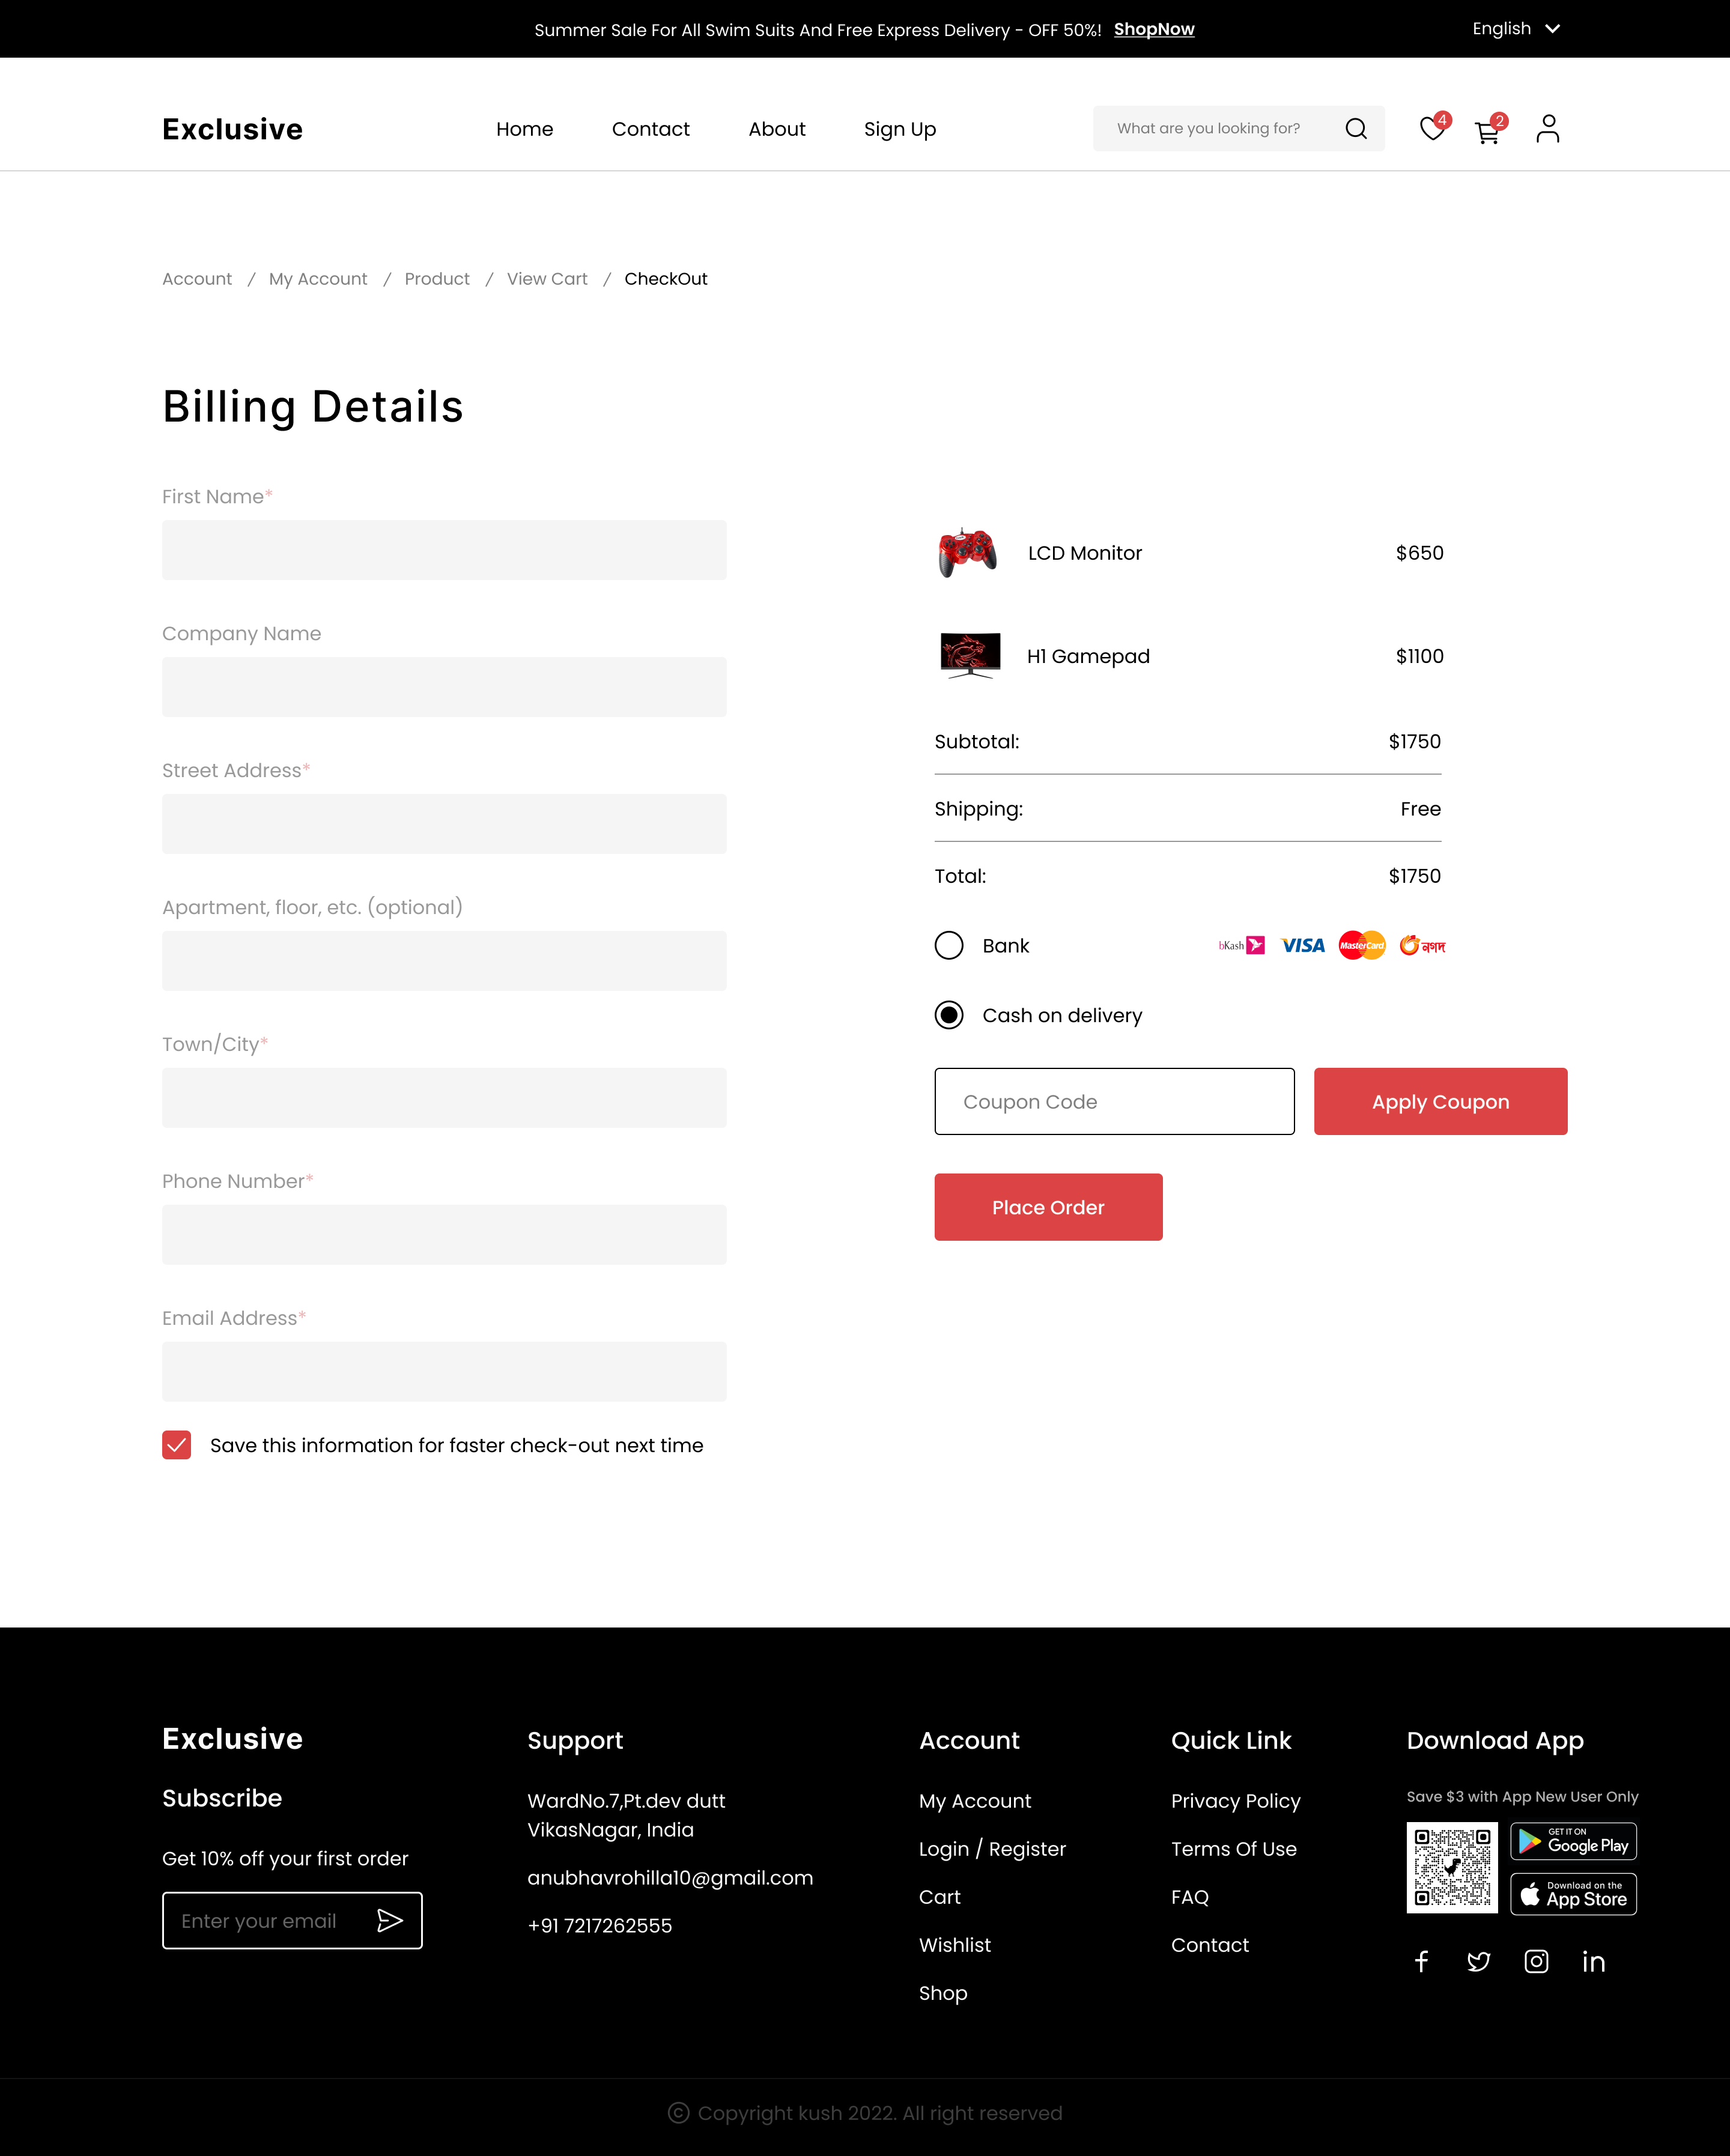 Summer Sale For All Swim Suits And Free Express Delivery - OFF 50%! ShopNow
English
Exclusive
Home
Contact
About
Sign Up
What are you looking for?
4
2
Account / My Account / Product / View Cart / CheckOut
Billing Details
First Name*
Company Name
Street Address*
Apartment, floor, etc. (optional)
Town/City*
Phone Number*
Email Address*
Save this information for faster check-out next time
LCD Monitor $650
H1 Gamepad $1100
Subtotal: $1750
Shipping: Free
Total: $1750
Bank
bKash VISA MasterCard নগদ
Cash on delivery
Coupon Code
Apply Coupon
Place Order
Exclusive
Subscribe
Get 10% off your first order
Enter your email
Support
WardNo.7,Pt.dev dutt
VikasNagar, India
anubhavrohilla10@gmail.com
+91 7217262555
Account
My Account
Login / Register
Cart
Wishlist
Shop
Quick Link
Privacy Policy
Terms Of Use
FAQ
Contact
Download App
Save $3 with App New User Only
GET IT ON
Google Play
Download on the
App Store
f
in
© Copyright kush 2022. All right reserved